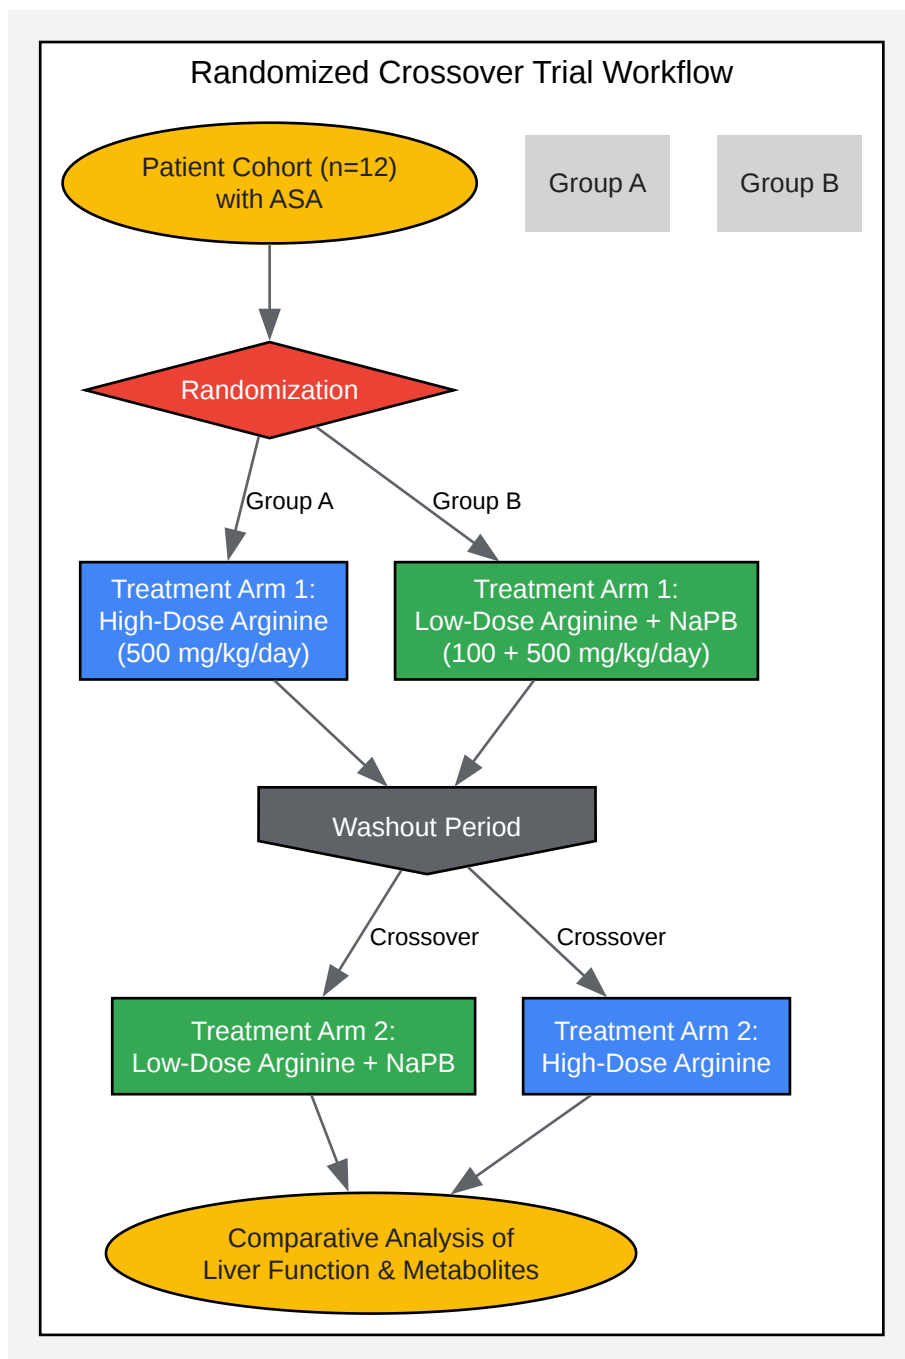 Randomized Crossover Trial Workflow
Patient Cohort (n=12)
with ASA
Group A
Group B
Randomization
Group A
Group B
Treatment Arm 1:
High-Dose Arginine
(500 mg/kg/day)
Treatment Arm 1:
Low-Dose Arginine + NaPB
(100 + 500 mg/kg/day)
Washout Period
Crossover
Crossover
Treatment Arm 2:
Low-Dose Arginine + NaPB
Treatment Arm 2:
High-Dose Arginine
Comparative Analysis of
Liver Function & Metabolites